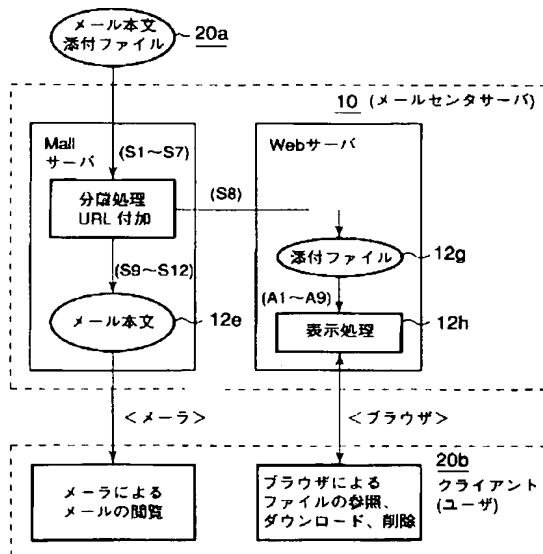 メール本文
添付ファイル
20a
10 (メールセンタサーバ)
Mail
サーバ
(S1〜S7)
分離処理
URL付加
(S8)
(S9〜S12)
メール本文
12e
Webサーバ
添付ファイル
12g
(A1〜A9)
表示処理
12h
<メーラ>
<ブラウザ>
メーラによる
メールの閲覧
ブラウザによる
ファイルの参照、
ダウンロード、削除
20b
クライアント
(ユーザ)